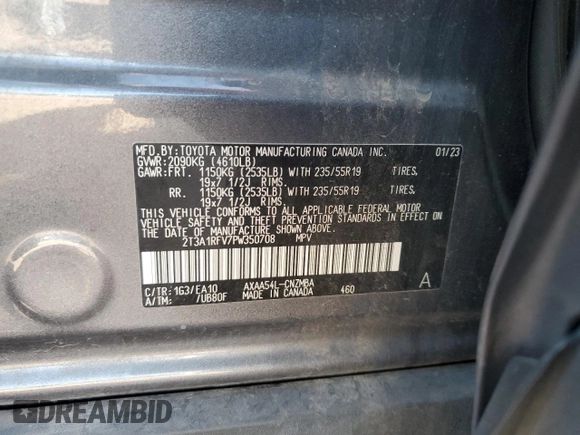 MFD.BY:TOYOTA MOTOR MANUFACTURING CANADA INC. 01/23
GVWR:2090KG (4610LB)
GAWR:FRT. 1150KG (2535LB) WITH 235/55R19 TIRES,
19x7 1/2J RIMS.
RR. 1150KG (2535LB) WITH 235/55R19 TIRES,
19x7 1/2J RIMS.
THIS VEHICLE CONFORMS TO ALL APPLICABLE FEDERAL MOTOR
VEHICLE SAFETY AND THEFT PREVENTION STANDARDS
IN EFFECT ON THE DATE OF MANUFACTURE SHOWN ABOVE.
2T3A1RFV7PW350708 MPV
C/TR:1G3/EA10 AXAA54L-CNZMBA 460 A
A/TM: /UB80F MADE IN CANADA
DREAMBID